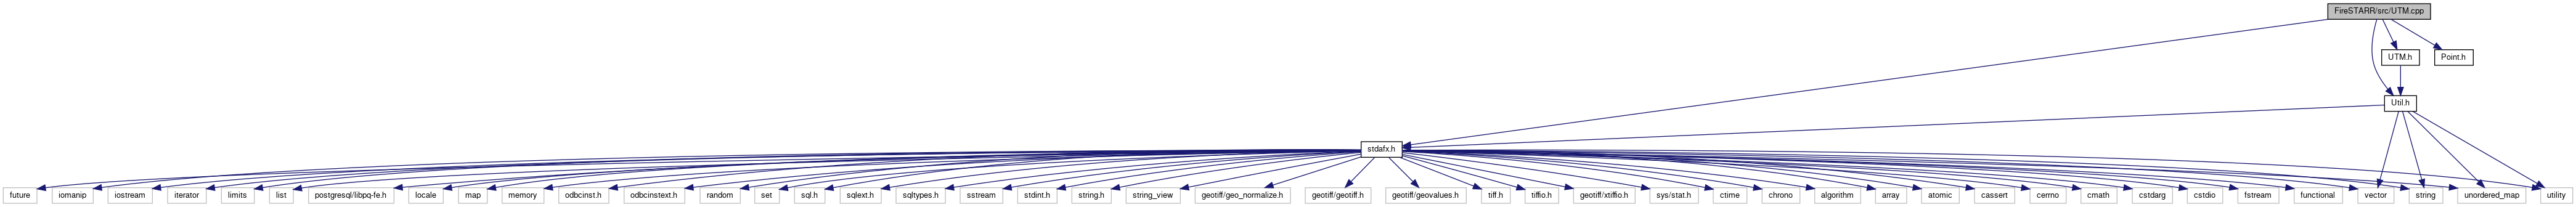 FireSTARR/src/UTM.cpp
UTM.h
Point.h
Util.h
stdafx.h
future
iomanip
iostream
iterator
limits
list
postgresql/libpq-fe.h
locale
map
memory
odbcinst.h
odbcinstext.h
random
set
sql.h
sqlext.h
sqltypes.h
sstream
stdint.h
string.h
string_view
geotiff/geo_normalize.h
geotiff/geotiff.h
geotiff/geovalues.h
tiff.h
tiffio.h
geotiff/xtiffio.h
sys/stat.h
ctime
chrono
algorithm
array
atomic
cassert
cerrno
cmath
cstdarg
cstdio
fstream
functional
vector
string
unordered_map
utility